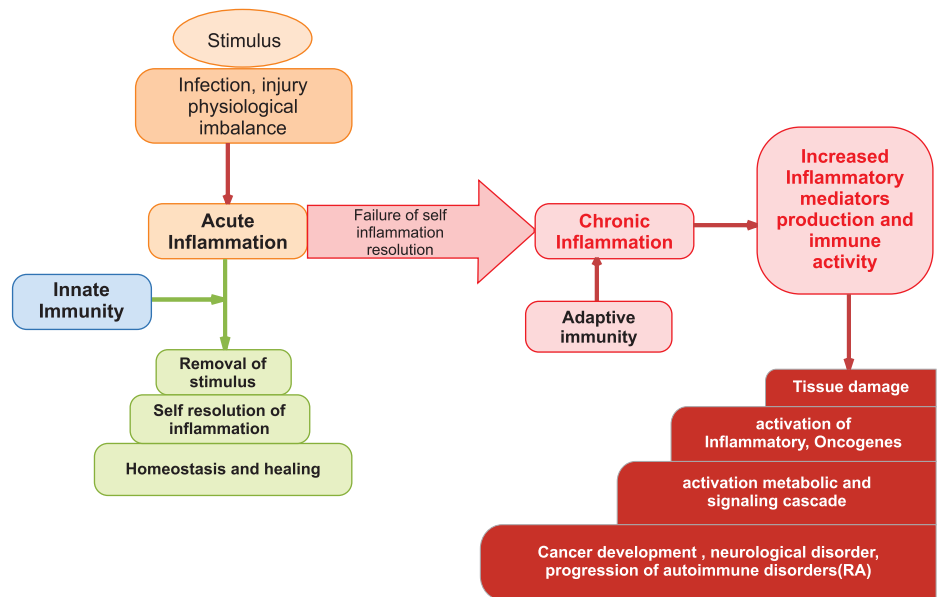 Stimulus
Infection, injury
physiological
imbalance
Acute
Inflammation
Failure of self
inflammation
resolution
Chronic
Inflammation
Increased
Inflammatory
mediators
production and
immune
activity
Innate
Immunity
Adaptive
immunity
Removal of
stimulus
Self resolution of
inflammation
Homeostasis and healing
Tissue damage
activation of
Inflammatory, Oncogenes
activation metabolic and
signaling cascade
Cancer development , neurological disorder,
progression of autoimmune disorders(RA)